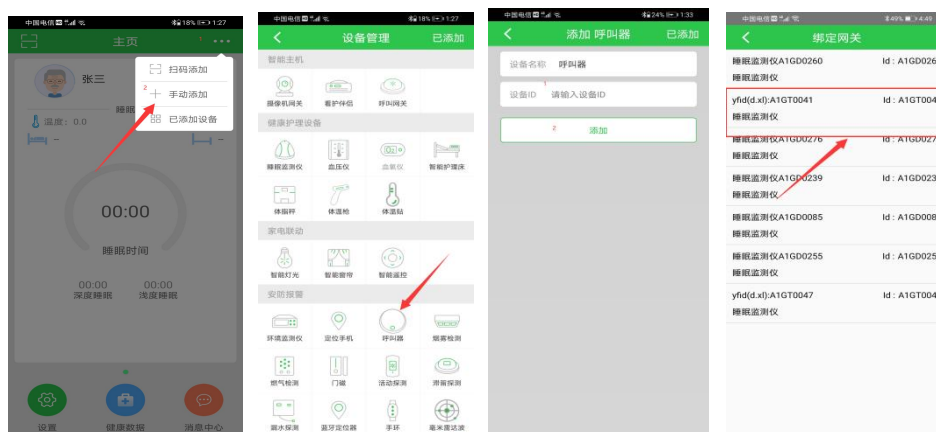 中国电信 1:27
18%
主页
1
张三
扫码添加
2
手动添加
已添加设备
睡眠
温度: 0.0
00:00
睡眠时间
00:00
深度睡眠
00:00
浅度睡眠
设置
健康数据
消息中心
中国电信 18% 1:27
设备管理
已添加
智能主机
摄像机网关
看护伴侣
呼叫网关
健康护理设备
睡眠监测仪
血压仪
血氧仪
智能护理床
体脂秤
体温枪
体温贴
家电联动
智能灯光
智能窗帘
智能遥控
安防报警
环境监测仪
定位手机
呼叫器
烟雾检测
燃气检测
门磁
活动探测
滞留探测
漏水探测
蓝牙定位器
手环
毫米雷达波
中国电信 24% 1:33
添加 呼叫器
已添加
设备名称 呼叫器
1
设备ID 请输入设备ID
2
添加
中国电信 49% 4:49
绑定网关
睡眠监测仪A1GD0260 Id : A1GD026
睡眠监测仪
yfid(d.xl):A1GT0041 Id : A1GT004
睡眠监测仪
睡眠监测仪A1GD0276 Id : A1GD027
睡眠监测仪
睡眠监测仪A1GD0239 Id : A1GD023
睡眠监测仪
睡眠监测仪A1GD0085 Id : A1GD008
睡眠监测仪
睡眠监测仪A1GD0255 Id : A1GD025
睡眠监测仪
yfid(d.xl):A1GT0047 Id : A1GT004
睡眠监测仪